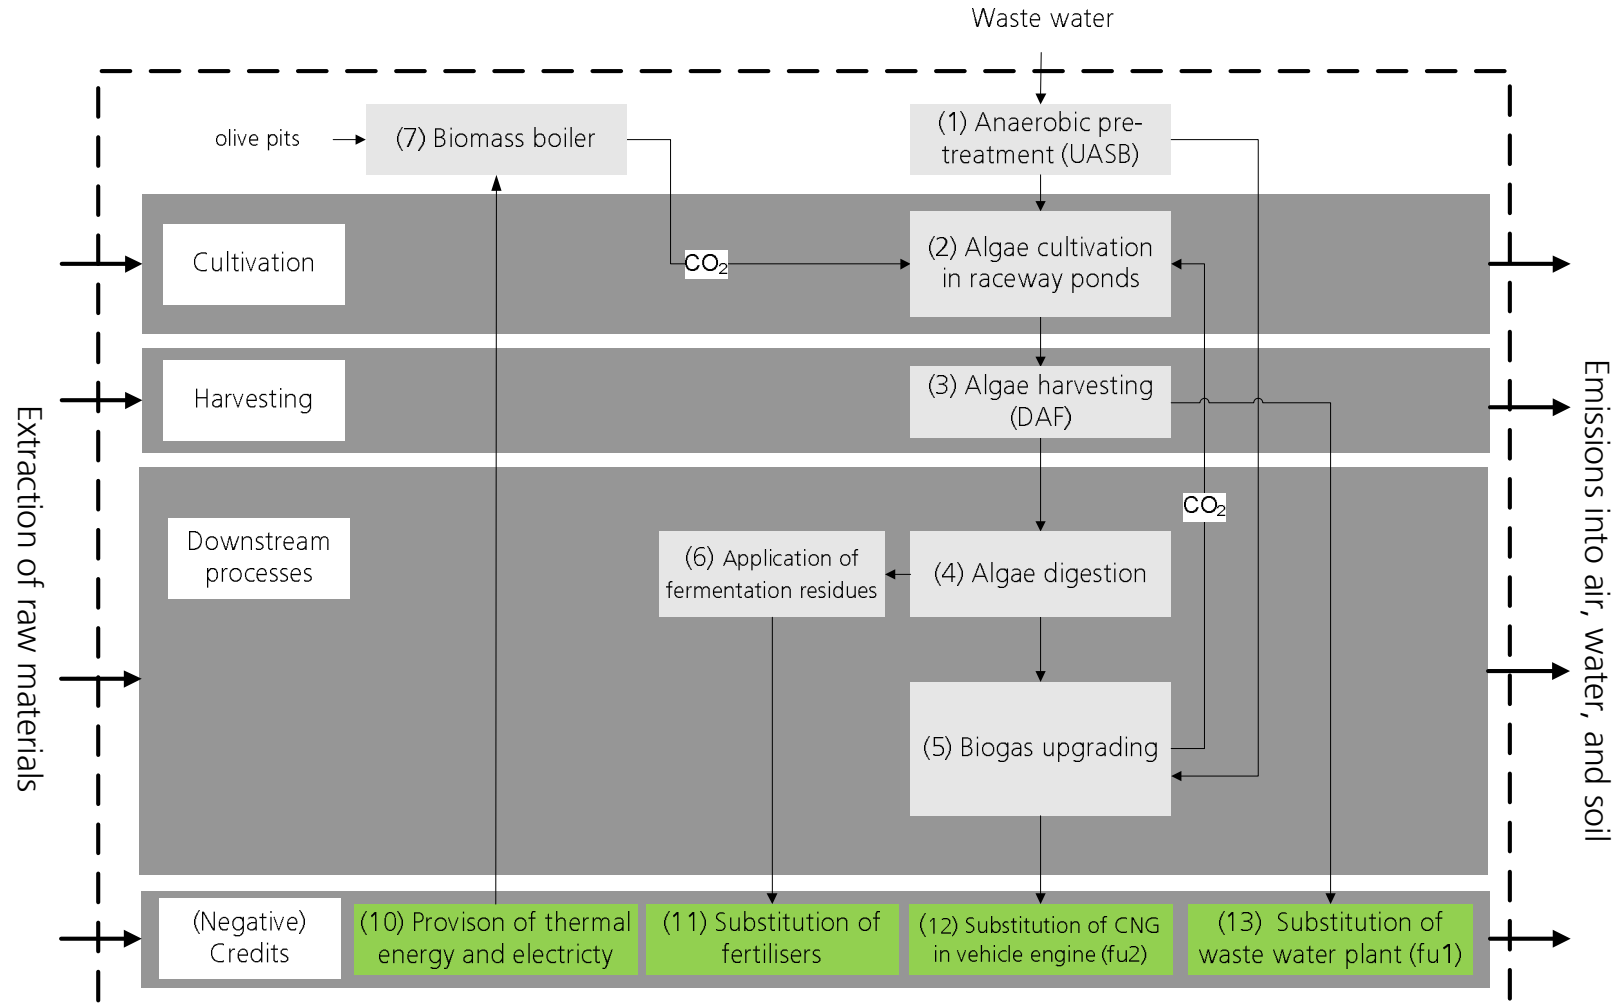 Waste water
olive pits
(7) Biomass boiler
(1) Anaerobic pre-
treatment (UASB)
Cultivation
CO₂
(2) Algae cultivation
in raceway ponds
Harvesting
(3) Algae harvesting
(DAF)
Extraction of raw materials
Emissions into air, water, and soil
CO₂
Downstream
processes
(6) Application of
fermentation residues
(4) Algae digestion
(5) Biogas upgrading
(Negative)
Credits
(10) Provison of thermal
energy and electricty
(11) Substitution of
fertilisers
(12) Substitution of CNG
in vehicle engine (fu2)
(13) Substitution of
waste water plant (fu1)